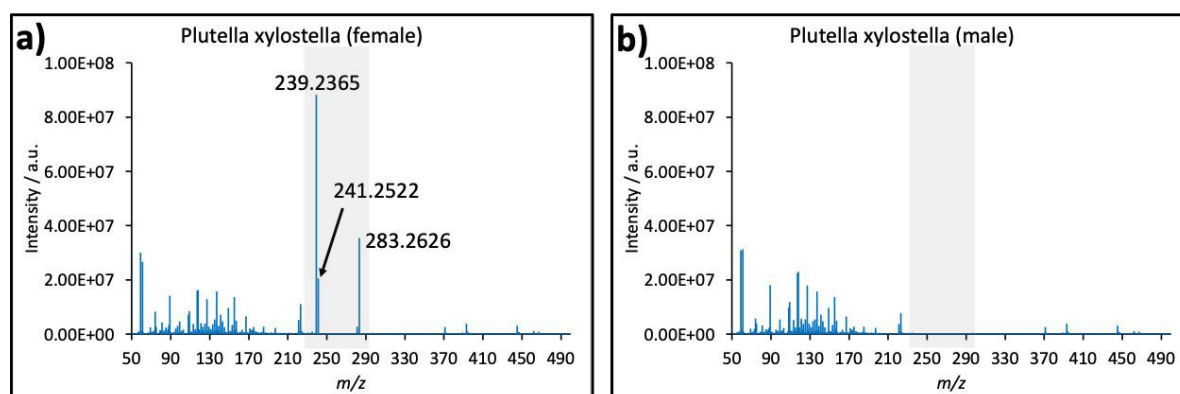 a)
Plutella xylostella (female)
1.00E+08
8.00E+07
6.00E+07
4.00E+07
2.00E+07
0.00E+00
Intensity / a.u.
239.2365
241.2522
283.2626
50 90 130 170 210 250 290 330 370 410 450 490
m/z
b)
Plutella xylostella (male)
1.00E+08
8.00E+07
6.00E+07
4.00E+07
2.00E+07
0.00E+00
Intensity / a.u.
50 90 130 170 210 250 290 330 370 410 450 490
m/z